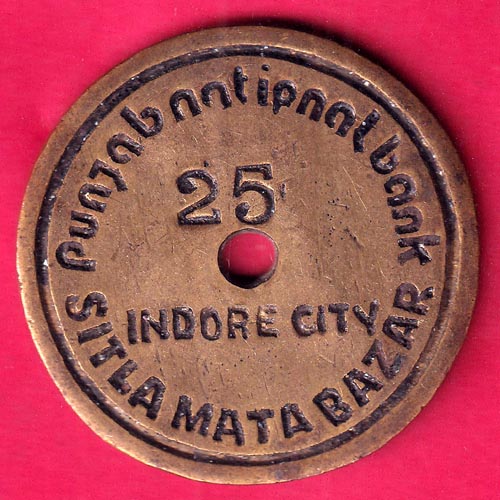 punjab national bank
25
INDORE CITY
SITLA MATA BAZAR